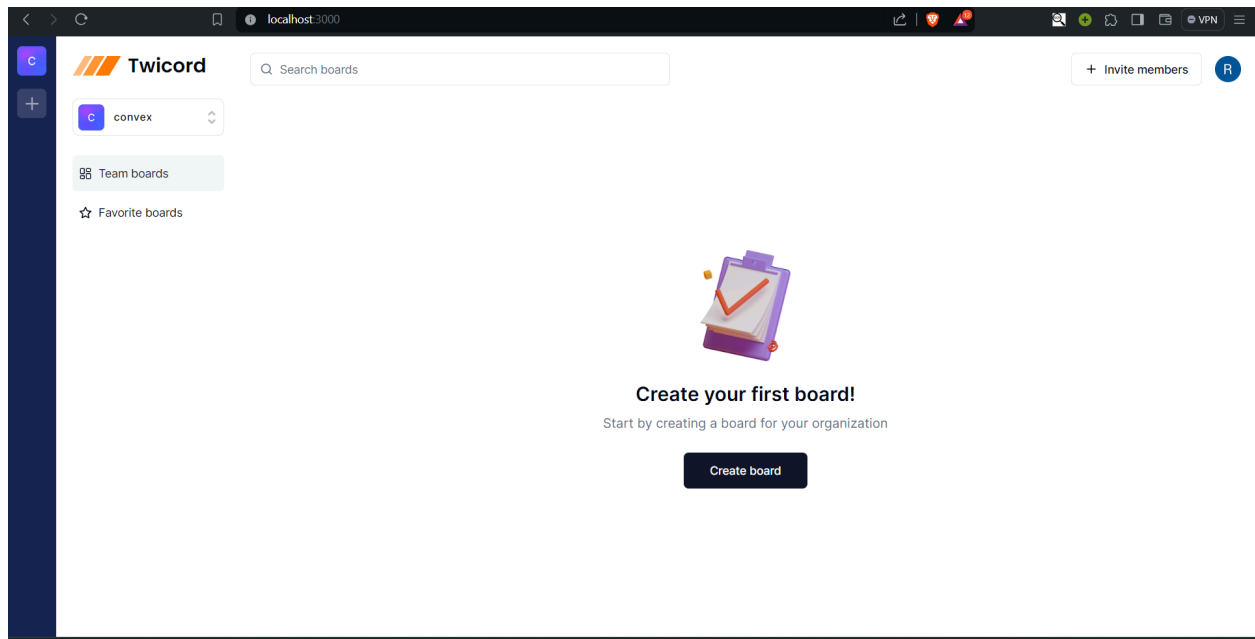 localhost:3000
VPN
C
Twicord
Search boards
+ Invite members
R
+
C convex
Team boards
Favorite boards
Create your first board!
Start by creating a board for your organization
Create board